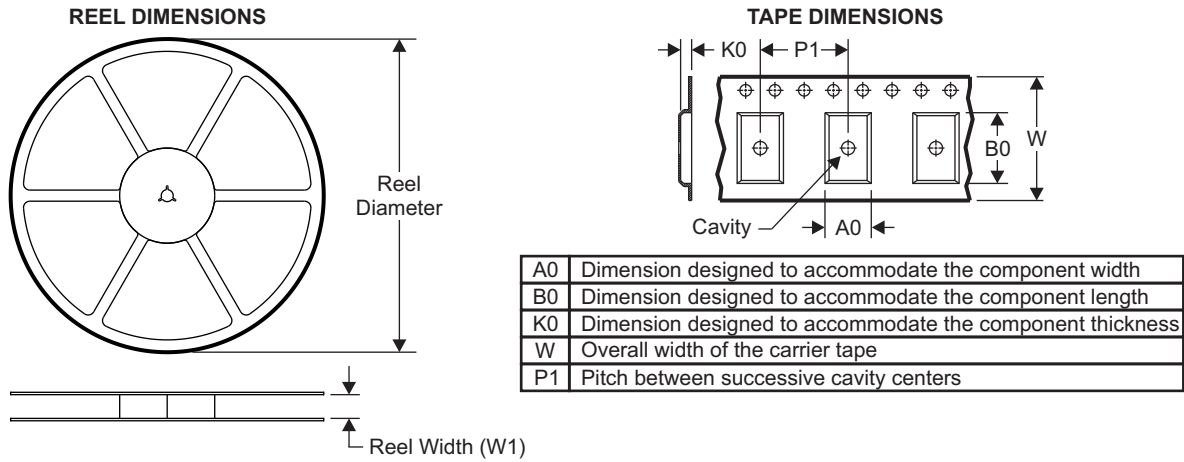 REEL DIMENSIONS
Reel
Diameter
Reel Width (W1)
TAPE DIMENSIONS
K0 P1
W
B0
Cavity
A0
A0 Dimension designed to accommodate the component width
B0 Dimension designed to accommodate the component length
K0 Dimension designed to accommodate the component thickness
W Overall width of the carrier tape
P1 Pitch between successive cavity centers